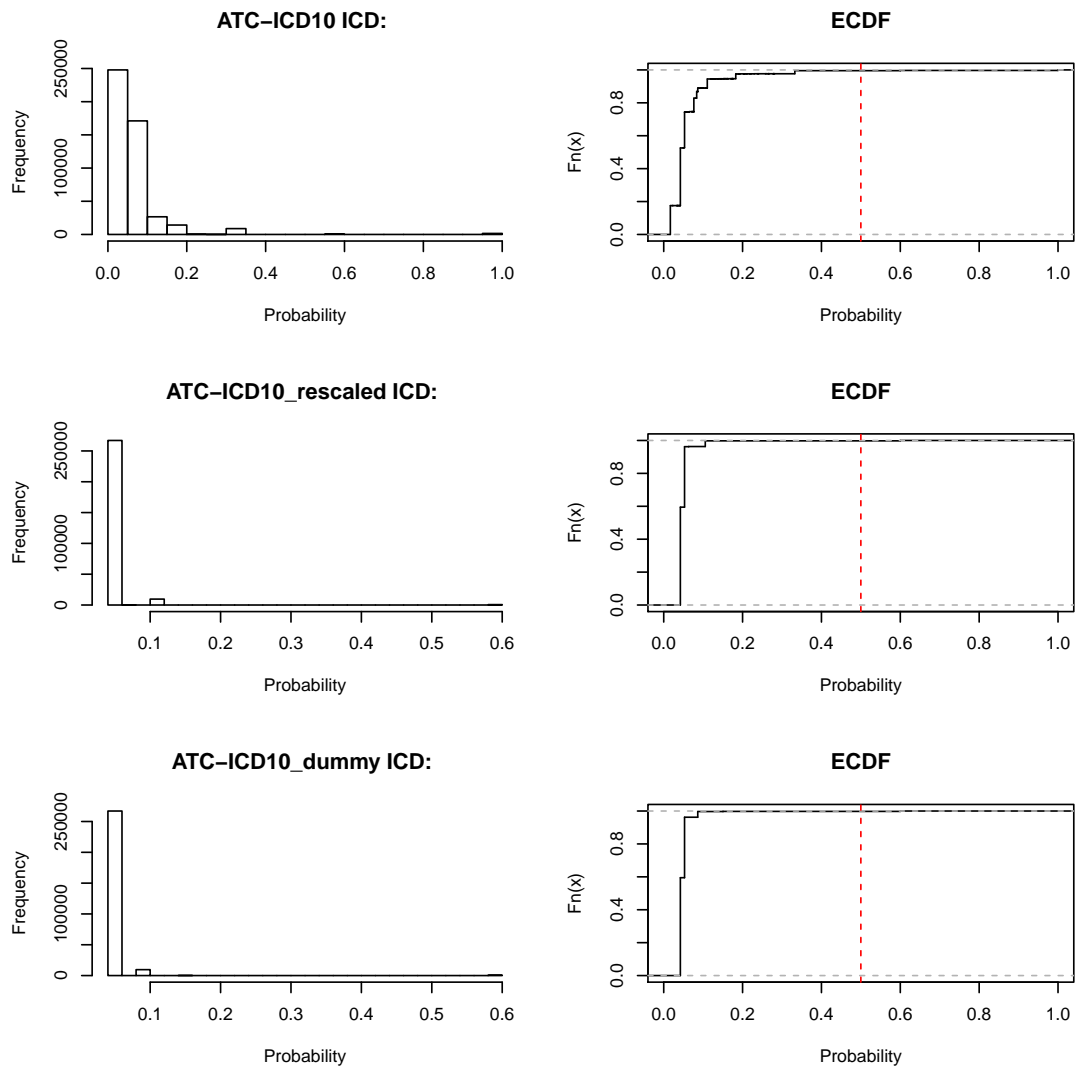 ATC−ICD10 ICD:
Frequency
0 100000 250000
0.0 0.2 0.4 0.6 0.8 1.0
Probability
ECDF
Fn(x)
0.0 0.4 0.8
0.0 0.2 0.4 0.6 0.8 1.0
Probability
ATC−ICD10_rescaled ICD:
Frequency
0 100000 250000
0.1 0.2 0.3 0.4 0.5 0.6
Probability
ECDF
Fn(x)
0.0 0.4 0.8
0.0 0.2 0.4 0.6 0.8 1.0
Probability
ATC−ICD10_dummy ICD:
Frequency
0 100000 250000
0.1 0.2 0.3 0.4 0.5 0.6
Probability
ECDF
Fn(x)
0.0 0.4 0.8
0.0 0.2 0.4 0.6 0.8 1.0
Probability